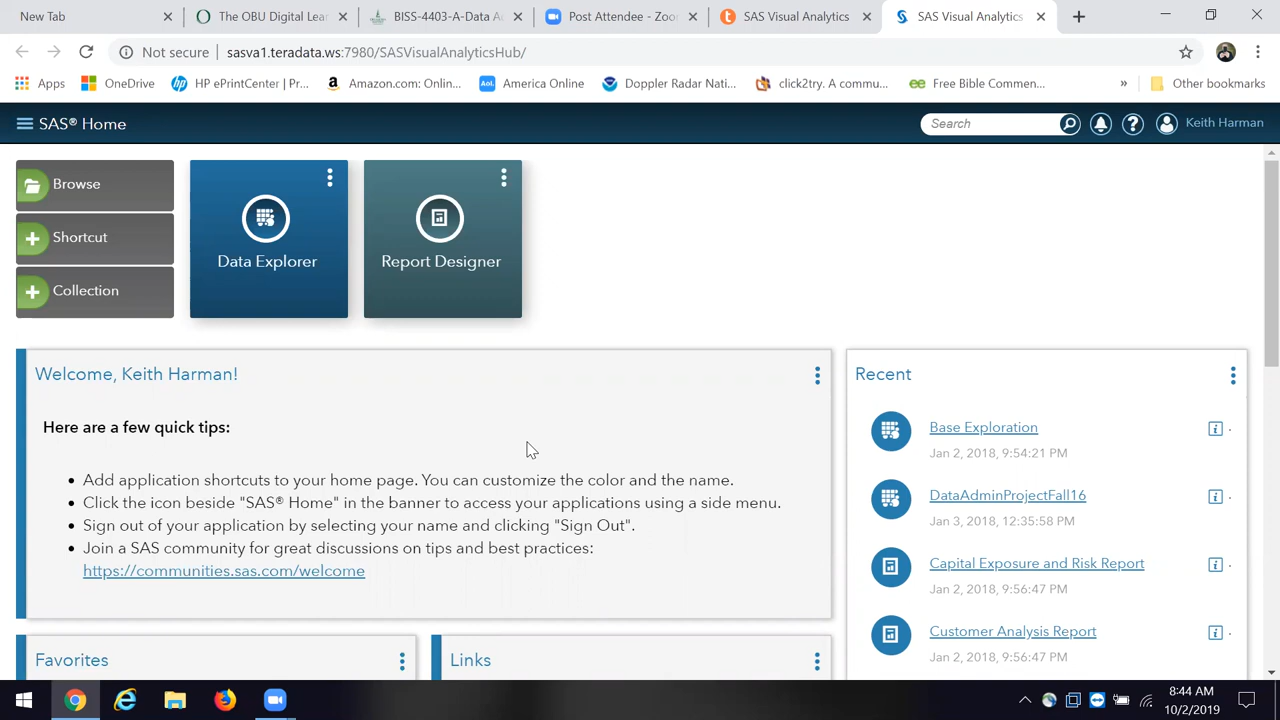 New Tab
The OBU Digital Lea
BISS-4403-A-Data A
Post Attendee - Zoo
SAS Visual Analytics
SAS Visual Analytics
Not secure
sasva1.teradata.ws:7980/SASVisualAnalyticsHub/
Apps
OneDrive
HP ePrintCenter | Pr...
Amazon.com: Onlin...
America Online
Doppler Radar Nati...
click2try. A commu...
Free Bible Commen...
»
Other bookmarks
SAS® Home
Search
Keith Harman
Browse
Shortcut
Collection
Data Explorer
Report Designer
Welcome, Keith Harman!
Here are a few quick tips:
• Add application shortcuts to your home page. You can customize the color and the name.
• Click the icon beside "SAS® Home" in the banner to access your applications using a side menu.
• Sign out of your application by selecting your name and clicking "Sign Out".
• Join a SAS community for great discussions on tips and best practices:
https://communities.sas.com/welcome
Recent
Base Exploration
Jan 2, 2018, 9:54:21 PM
DataAdminProjectFall16
Jan 3, 2018, 12:35:58 PM
Capital Exposure and Risk Report
Jan 2, 2018, 9:56:47 PM
Customer Analysis Report
Jan 2, 2018, 9:56:47 PM
Favorites
Links
8:44 AM
10/2/2019